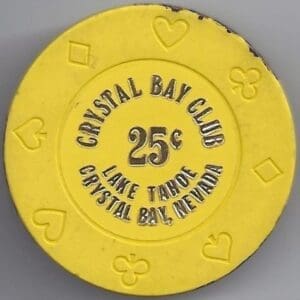 CRYSTAL BAY CLUB
25¢
LAKE TAHOE
CRYSTAL BAY, NEVADA